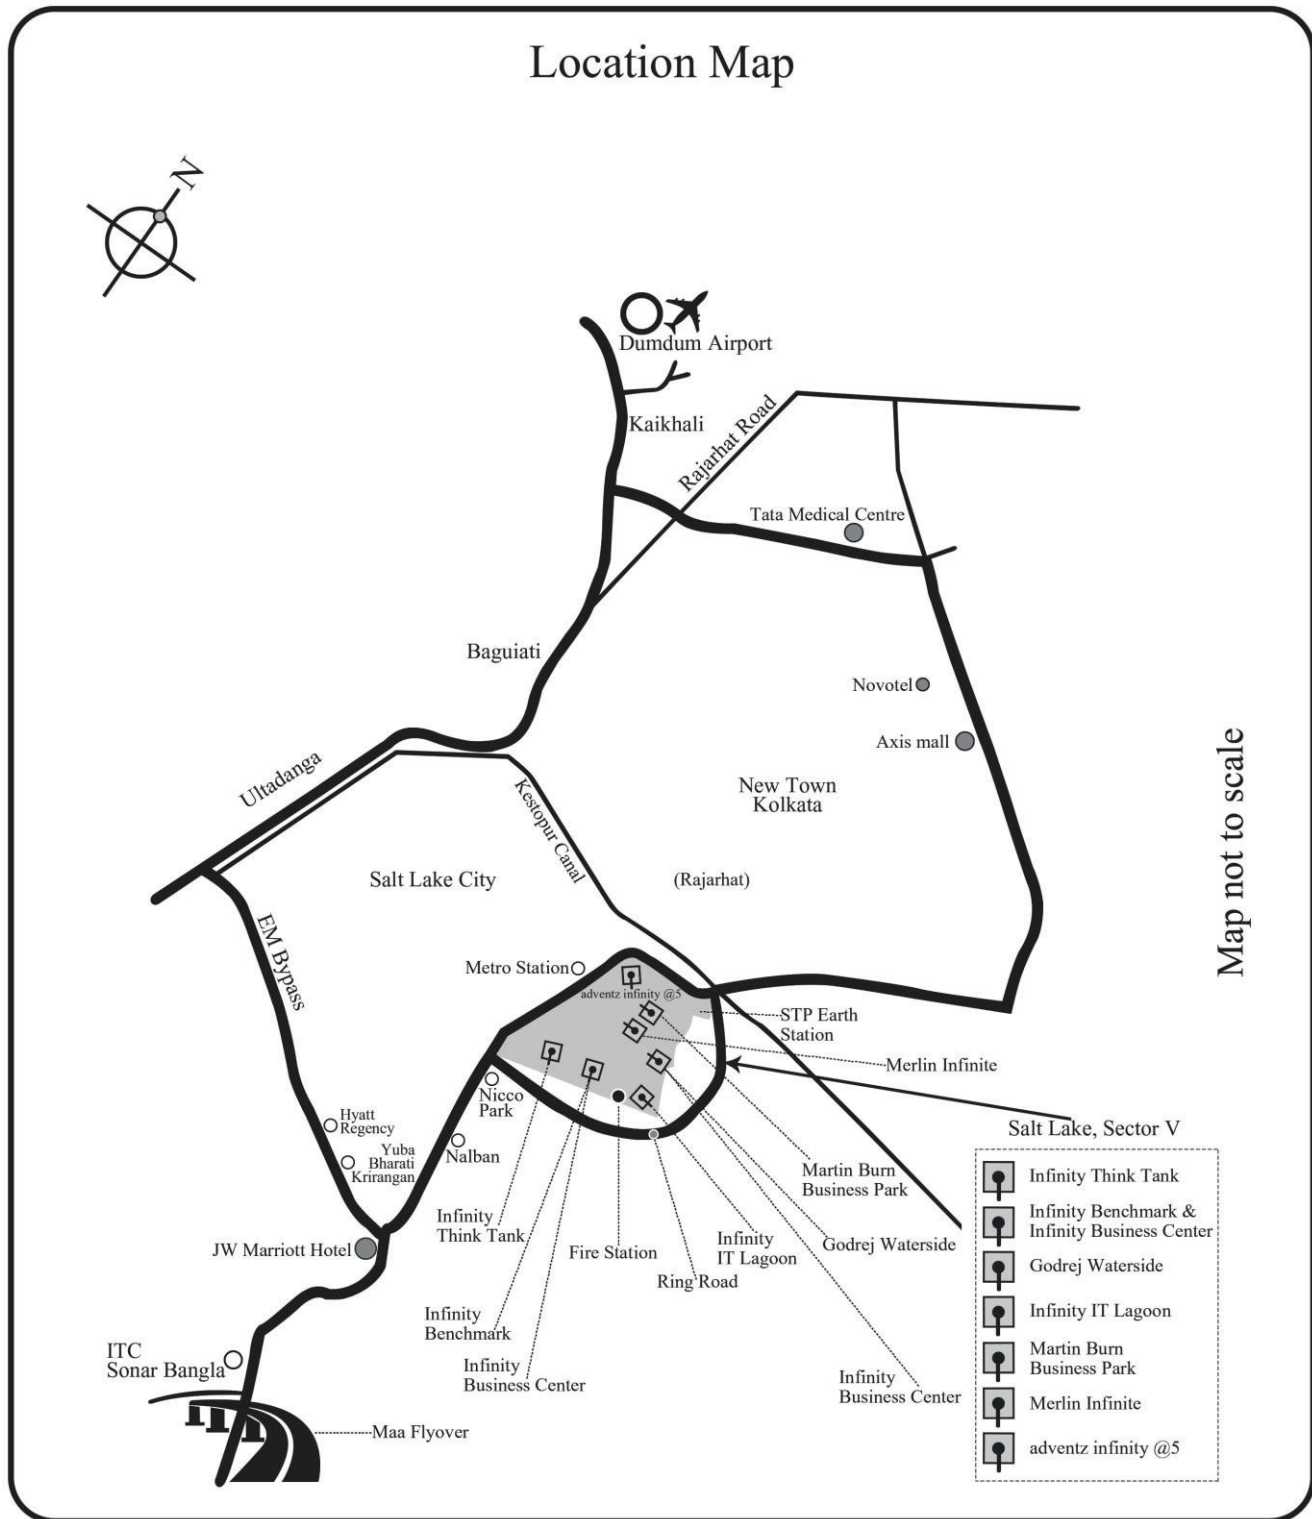 Location Map
N
Dumdum Airport
Kaikhali
Rajarhat Road
Tata Medical Centre
Baguiati
Novotel
Axis mall
Ultadanga
New Town
Kolkata
Kestopur Canal
Map not to scale
Salt Lake City
(Rajarhat)
EM Bypass
Metro Station
adventz infinity @5
STP Earth
Station
Merlin Infinite
Nicco
Park
Hyatt
Regency
Yuba
Bharati
Krirangan
Nalban
Salt Lake, Sector V
Martin Burn
Business Park
Infinity
Think Tank
JW Marriott Hotel
Fire Station
Infinity
IT Lagoon
Godrej Waterside
Ring Road
Infinity
Benchmark
Infinity
Business Center
Infinity
Business Center
ITC
Sonar Bangla
Maa Flyover
Infinity Think Tank
Infinity Benchmark &
Infinity Business Center
Godrej Waterside
Infinity IT Lagoon
Martin Burn
Business Park
Merlin Infinite
adventz infinity @5